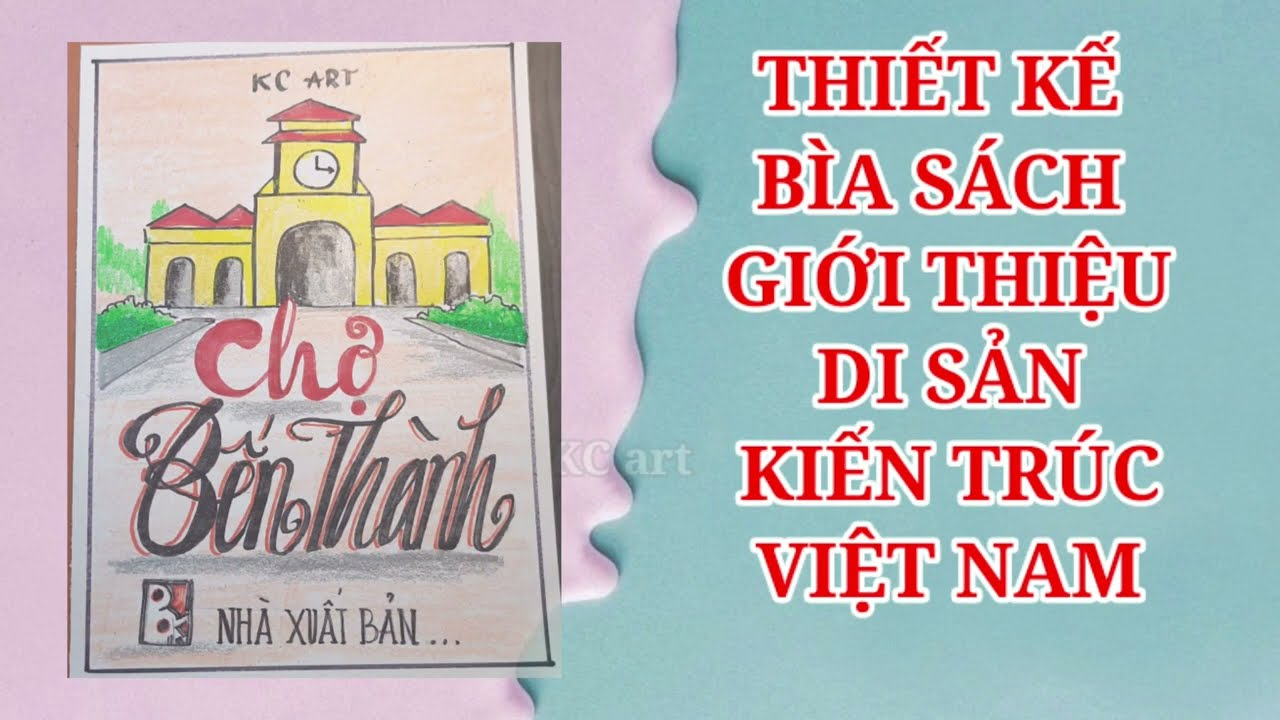 KC ART
Chợ
Bến Thành
NHÀ XUẤT BẢN...
KC art
THIẾT KẾ
BÌA SÁCH
GIỚI THIỆU
DI SẢN
KIẾN TRÚC
VIỆT NAM